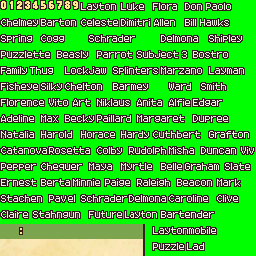 0123456789 Layton Luke Flora Don Paolo
Chelmey Barton Celeste Dimitri Allen Bill Hawks
Spring Cogg Schrader Delmona Shipley
Puzzlette Beasly Parrot SubJect 3 Bostro
Family Thug LockJaw Splinters Marzano Layman
Fisheye Silky Chelton Barmey Ward Smith
Florence Vito Art Niklaus Anita Alfie Edgar
Adeline Max Becky Paillard Margaret Dupree
Natalia Harold Horace Hardy Cuthbert Grafton
Catanova Rosetta Colby Rudolph Misha Duncan Viv
Pepper Chequer Maya Myrtle Belle Graham Slate
Ernest Berta Minnie Paige Raleigh Beacon Mark
Stachen Pavel Schrader Delmona Caroline Clive
Claire Stahngun Future Layton Bartender
: Laytonmobile
Puzzle Lad